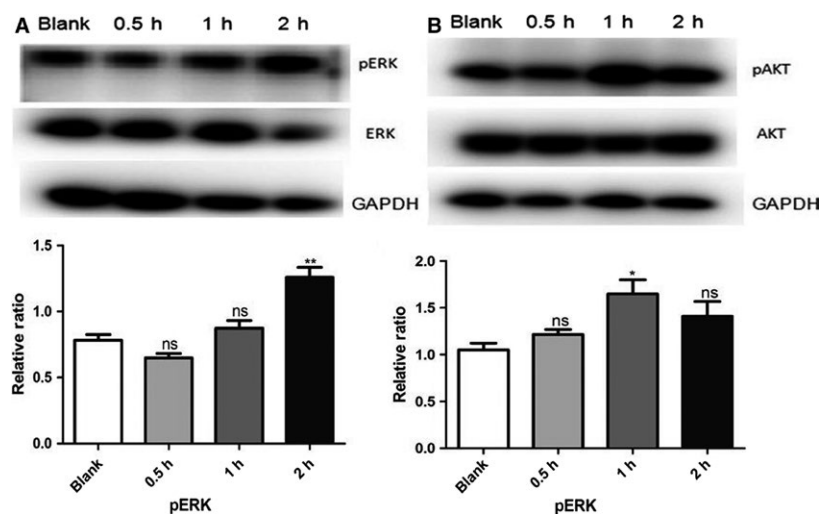 A Blank 0.5 h 1 h 2 h
pERK
ERK
GAPDH
1.5
1.0
0.5
0.0
Relative ratio
ns
ns
**
Blank 0.5 h 1 h 2 h
pERK
B Blank 0.5 h 1 h 2 h
pAKT
AKT
GAPDH
2.0
1.5
1.0
0.5
0.0
Relative ratio
ns
*
ns
Blank 0.5 h 1 h 2 h
pERK